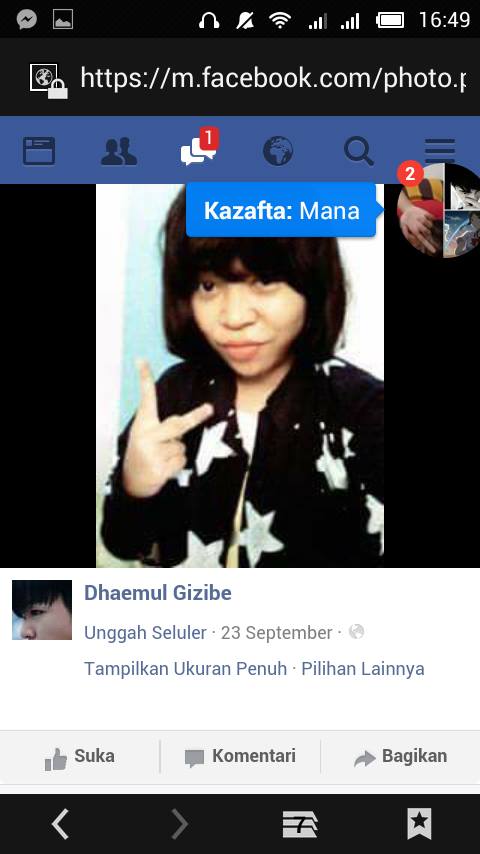 16:49
https://m.facebook.com/photo.p
1
2
Kazafta: Mana
Dhaemul Gizibe
Unggah Seluler · 23 September ·
Tampilkan Ukuran Penuh · Pilihan Lainnya
Suka Komentari Bagikan
7